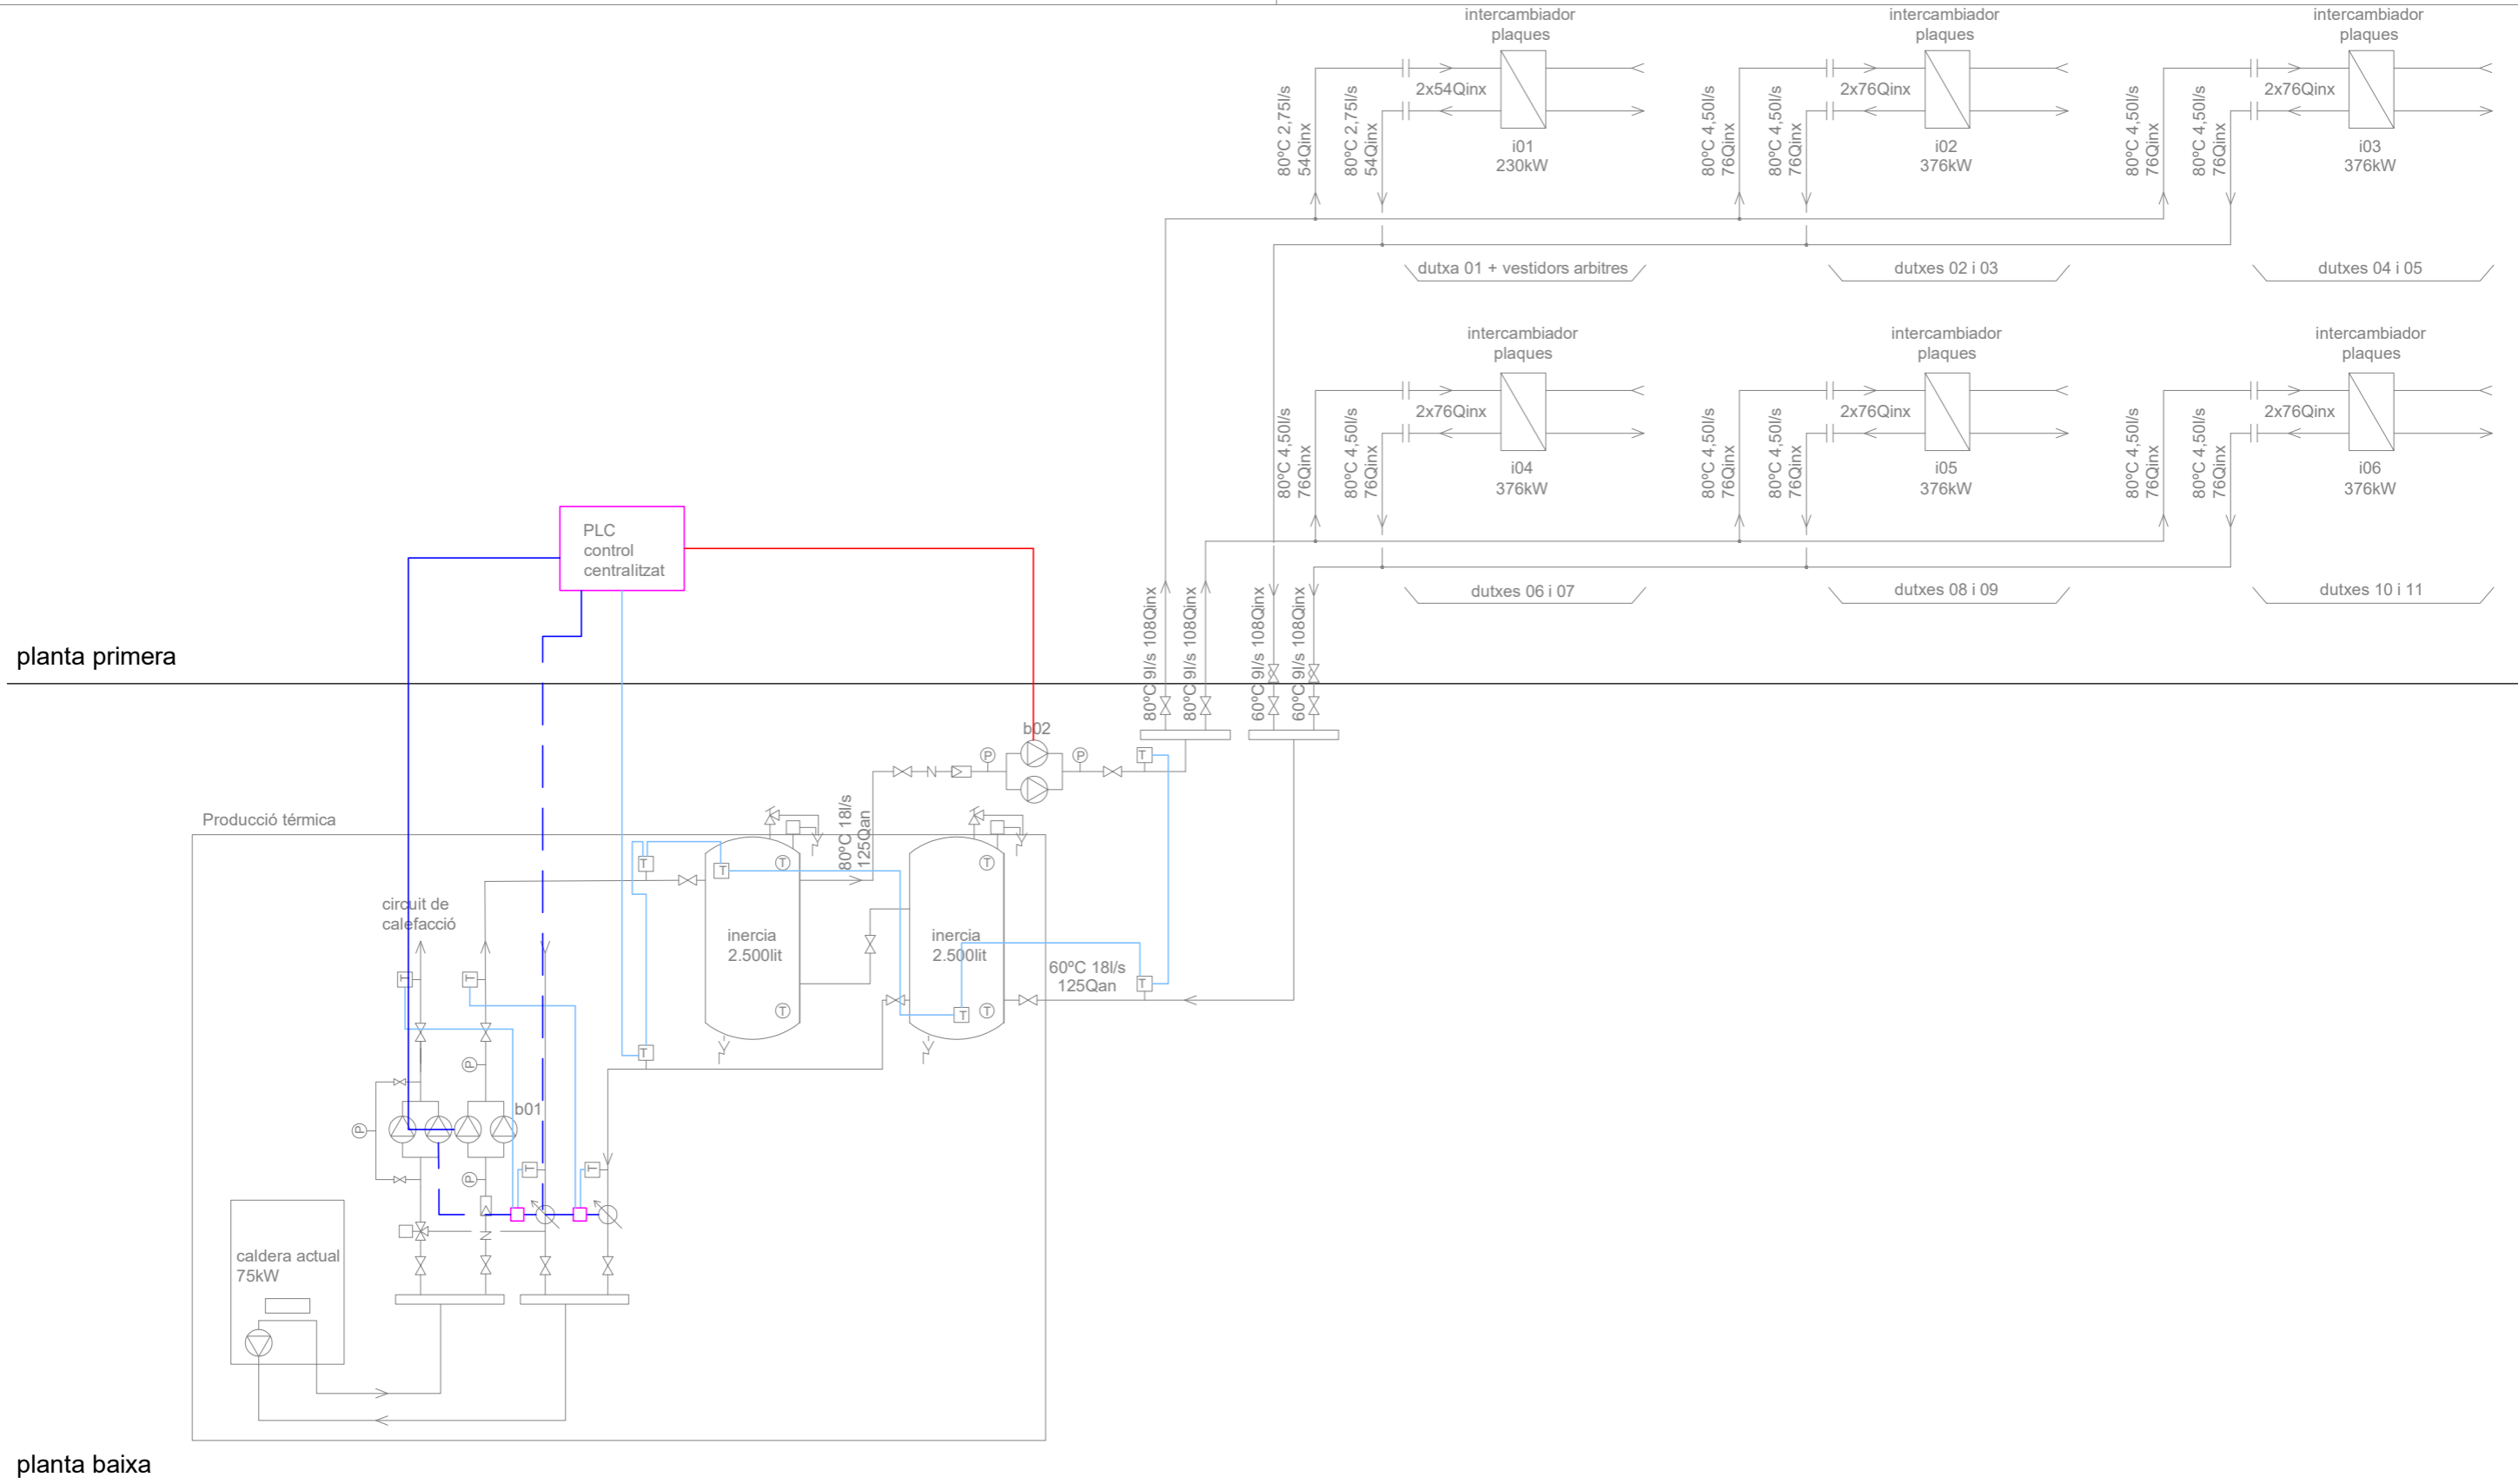 intercambiador
plaques
intercambiador
plaques
intercambiador
plaques
80ºC 2,75l/s
54Qinx
80ºC 2,75l/s
54Qinx
2x54Qinx
i01
230kW
80ºC 4,50l/s
76Qinx
80ºC 4,50l/s
76Qinx
2x76Qinx
i02
376kW
80ºC 4,50l/s
76Qinx
80ºC 4,50l/s
76Qinx
2x76Qinx
i03
376kW
dutxa 01 + vestidors arbitres
dutxes 02 i 03
dutxes 04 i 05
intercambiador
plaques
intercambiador
plaques
intercambiador
plaques
80ºC 4,50l/s
76Qinx
80ºC 4,50l/s
76Qinx
2x76Qinx
i04
376kW
80ºC 4,50l/s
76Qinx
80ºC 4,50l/s
76Qinx
2x76Qinx
i05
376kW
80ºC 4,50l/s
76Qinx
80ºC 4,50l/s
76Qinx
2x76Qinx
i06
376kW
dutxes 06 i 07
dutxes 08 i 09
dutxes 10 i 11
PLC
control
centralitzat
80ºC 9l/s 108Qinx
80ºC 9l/s 108Qinx
60ºC 9l/s 108Qinx
60ºC 9l/s 108Qinx
planta primera
b02
P
P
T
Producció térmica
80ºC 18l/s
125Qan
T
T
T
T
circuit de
calefacció
inercia
2.500lit
inercia
2.500lit
60ºC 18l/s
125Qan
T
T
T
T
T
T
T
T
P
b01
P
P
T
T
caldera actual
75kW
planta baixa